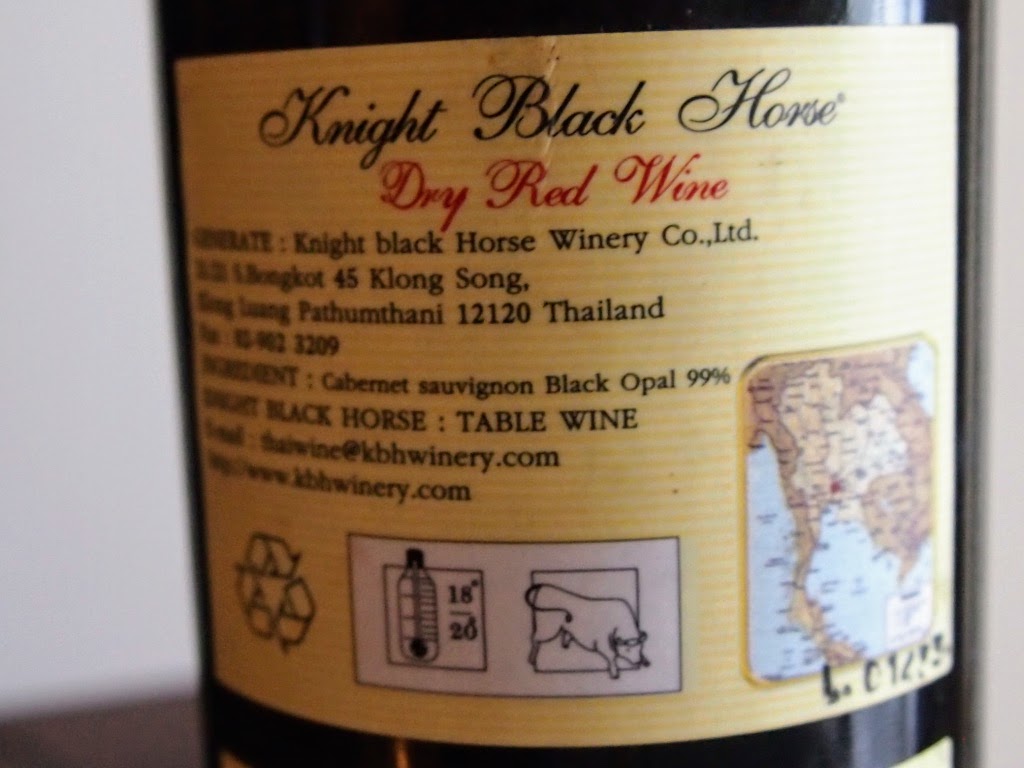 Knight Black Horse®
Dry Red Wine
GENERATE : Knight black Horse Winery Co.,Ltd.
S.Bongkot 45 Klong Song,
Klong Luang Pathumthani 12120 Thailand
Fax : 02-902 3209
INGREDIENT : Cabernet sauvignon Black Opal 99%
KNIGHT BLACK HORSE : TABLE WINE
E-mail : thaiwine@kbhwinery.com
http://www.kbhwinery.com
18°
20